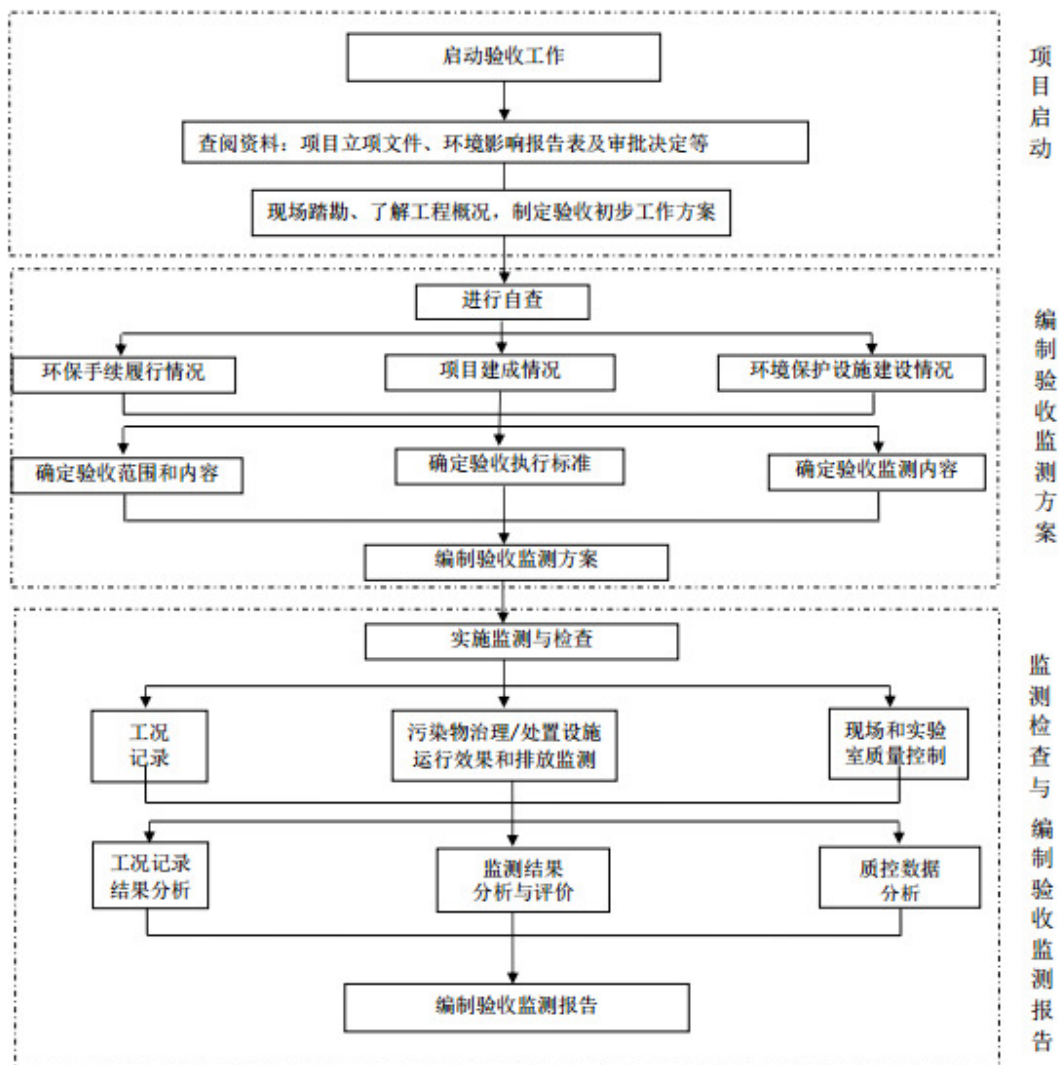 启动验收工作
查阅资料：项目立项文件、环境影响报告表及审批决定等
现场踏勘、了解工程概况，制定验收初步工作方案
项目启动
进行自查
环保手续履行情况
项目建成情况
环境保护设施建设情况
确定验收范围和内容
确定验收执行标准
确定验收监测内容
编制验收监测方案
编制验收监测方案
实施监测与检查
工况
记录
污染物治理/处置设施
运行效果和排放监测
现场和实验
室质量控制
工况记录
结果分析
监测结果
分析与评价
质控数据
分析
编制验收监测报告
监测检查与编制验收监测报告